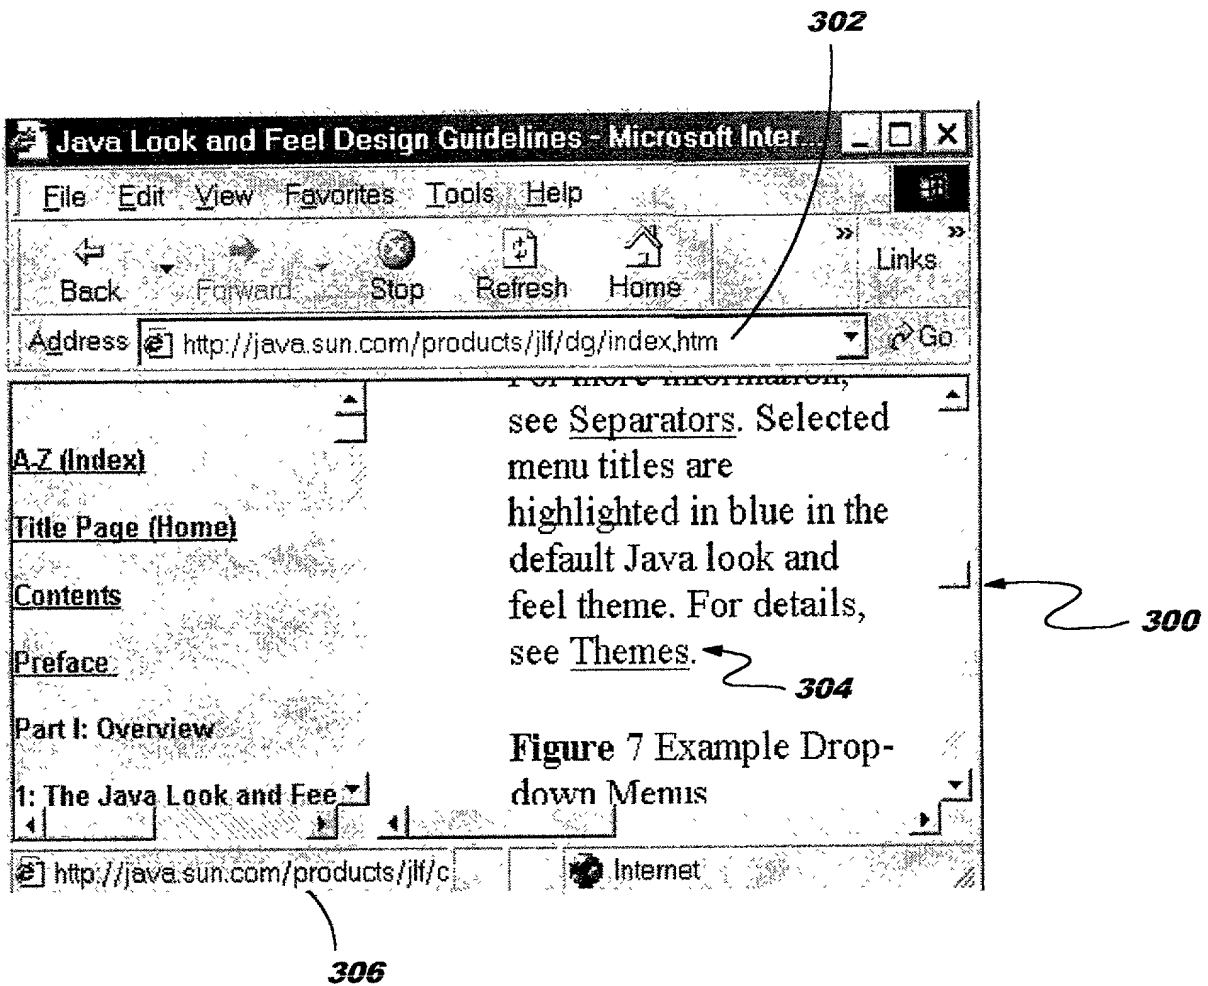 302
Java Look and Feel Design Guidelines - Microsoft Inter...
File Edit View Favorites Tools Help
Back Forward Stop Refresh Home » Links »
Address http://java.sun.com/products/jlf/dg/index.htm Go
A-Z (Index)
Title Page (Home)
Contents
Preface
Part I: Overview
1: The Java Look and Fee
For more information,
see Separators. Selected
menu titles are
highlighted in blue in the
default Java look and
feel theme. For details,
see Themes.
304
Figure 7 Example Drop-
down Menus
300
http://java.sun.com/products/jlf/c Internet
306